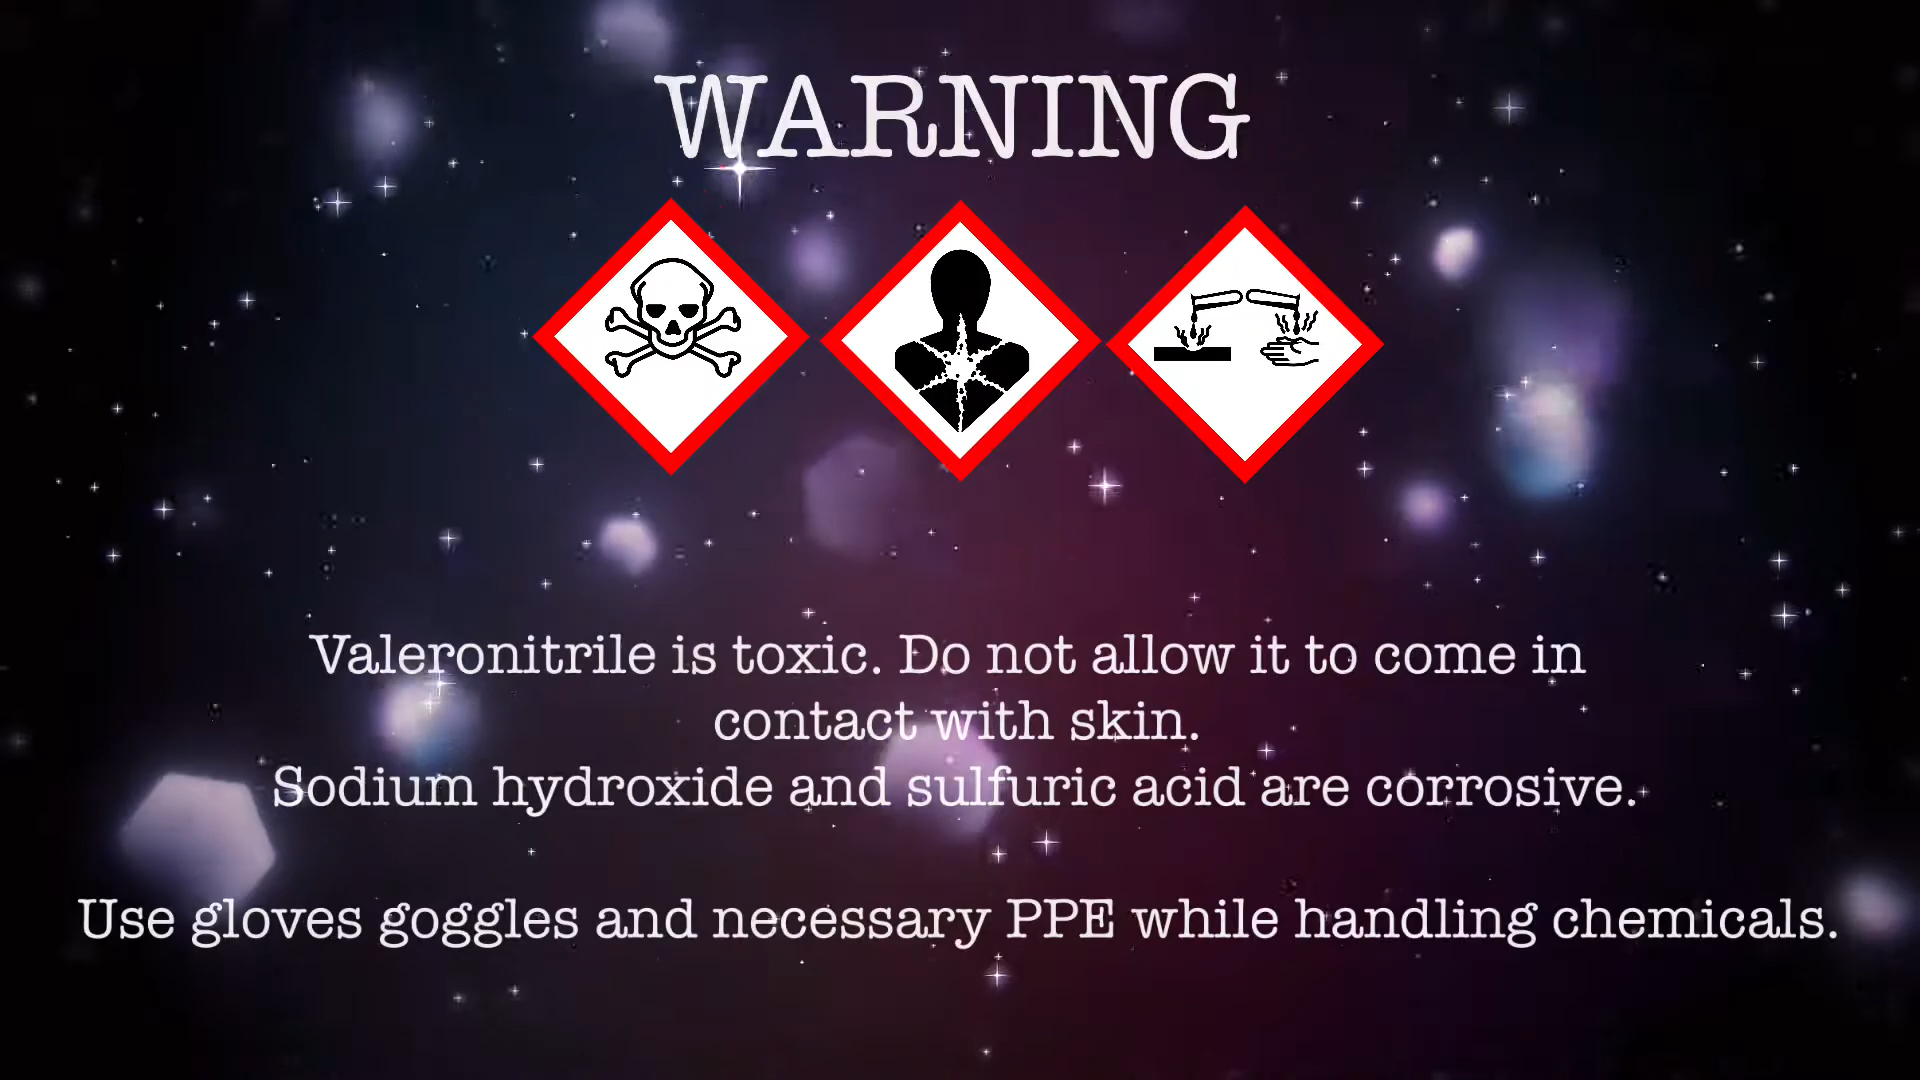 WARNING
Valeronitrile is toxic. Do not allow it to come in
contact with skin.
Sodium hydroxide and sulfuric acid are corrosive.
Use gloves goggles and necessary PPE while handling chemicals.